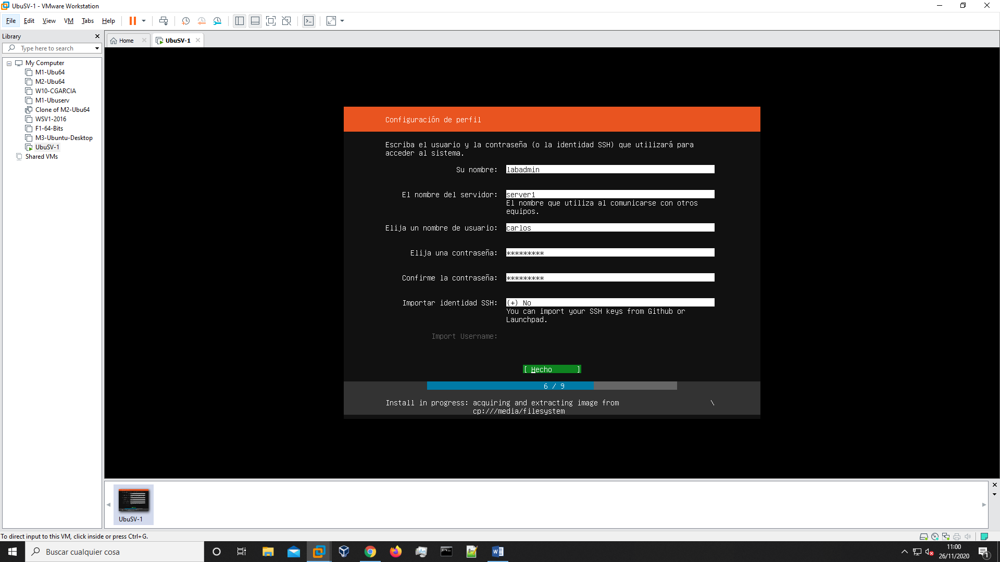 UbuSV-1 - VMware Workstation
File Edit View VM Tabs Help
Library
Home
UbuSV-1
Type here to search
My Computer
M1-Ubu64
M2-Ubu64
W10-CGARCIA
M1-Ubuserv
Clone of M2-Ubu64
WSV1-2016
F1-64-Bits
M3-Ubuntu-Desktop
UbuSV-1
Shared VMs
Configuración de perfil
Escriba el usuario y la contraseña (o la identidad SSH) que utilizará para
acceder al sistema.
Su nombre: labadmin
El nombre del servidor: server1
El nombre que utiliza al comunicarse con otros
equipos.
Elija un nombre de usuario: carlos
Elija una contraseña: *********
Confirme la contraseña: *********
Importar identidad SSH: (+) No
You can import your SSH keys from Github or
Launchpad.
Import Username:
[ Hecho ]
6 / 9
Install in progress: acquiring and extracting image from \
cp:///media/filesystem
UbuSV-1
To direct input to this VM, click inside or press Ctrl+G.
Buscar cualquier cosa
11:00
26/11/2020
1